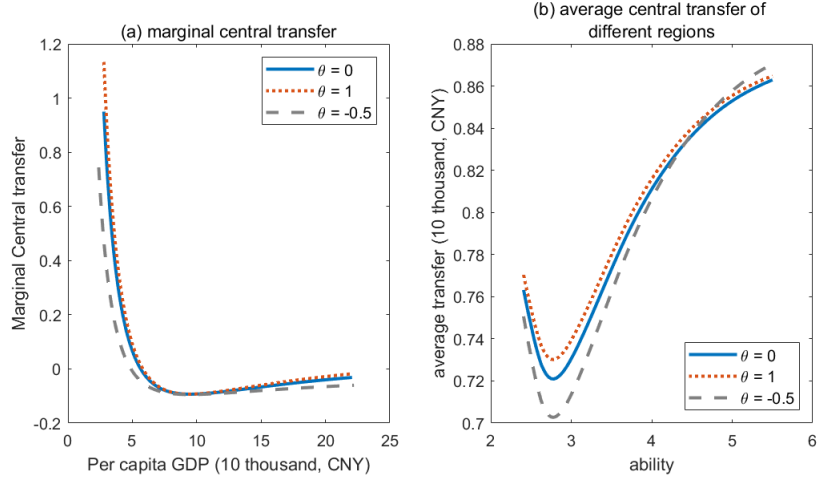 (a) marginal central transfer
1.2
1
0.8
0.6
0.4
0.2
0
-0.2
0
5
10
15
20
25
Marginal Central transfer
Per capita GDP (10 thousand, CNY)
θ = 0
θ = 1
θ = -0.5
(b) average central transfer of
different regions
0.88
0.86
0.84
0.82
0.8
0.78
0.76
0.74
0.72
0.7
2
3
4
5
6
average transfer (10 thousand, CNY)
ability
θ = 0
θ = 1
θ = -0.5